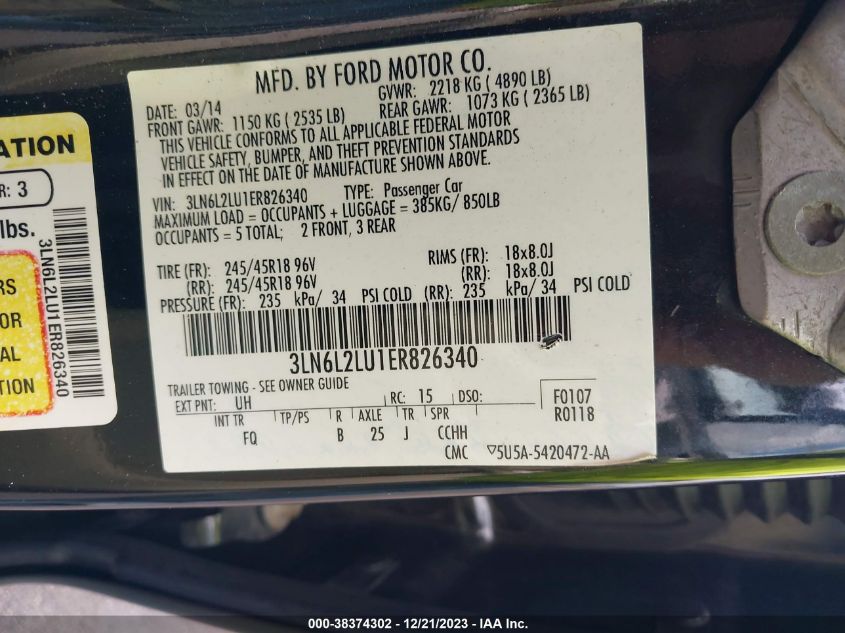 MFD. BY FORD MOTOR CO.
DATE: 03/14 GVWR: 2218 KG ( 4890 LB)
FRONT GAWR: 1150 KG ( 2535 LB) REAR GAWR: 1073 KG ( 2365 LB)
THIS VEHICLE CONFORMS TO ALL APPLICABLE FEDERAL MOTOR
VEHICLE SAFETY, BUMPER, AND THEFT PREVENTION STANDARDS
IN EFFECT ON THE DATE OF MANUFACTURE SHOWN ABOVE.
VIN: 3LN6L2LU1ER826340 TYPE: Passenger Car
MAXIMUM LOAD = OCCUPANTS + LUGGAGE = 385KG/ 850LB
OCCUPANTS = 5 TOTAL; 2 FRONT, 3 REAR
TIRE (FR): 245/45R18 96V RIMS (FR): 18x8.0J
(RR): 245/45R18 96V (RR): 18x8.0J
PRESSURE (FR): 235 kPa/ 34 PSI COLD (RR): 235 kPa/ 34 PSI COLD
3LN6L2LU1ER826340
TRAILER TOWING - SEE OWNER GUIDE
EXT PNT: UH RC: 15 DSO: F0107
INT TR TP/PS R AXLE TR SPR R0118
FQ B 25 J CCHH
CMC ▽5U5A-5420472-AA
ATION
R: 3
lbs.
RS
OR
AL
TION
3LN6L2LU1ER826340
000-38374302 - 12/21/2023 - IAA Inc.